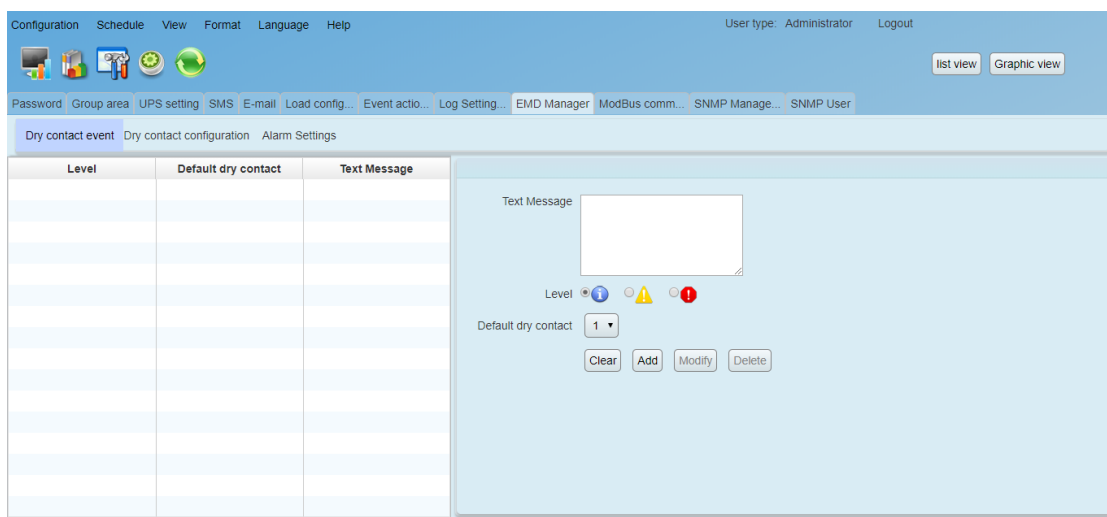 Configuration Schedule View Format Language Help User type: Administrator Logout
list view Graphic view
Password Group area UPS setting SMS E-mail Load config... Event actio... Log Setting... EMD Manager ModBus comm... SNMP Manage... SNMP User
Dry contact event Dry contact configuration Alarm Settings
Level Default dry contact Text Message
Text Message
Level
Default dry contact 1
Clear Add Modify Delete